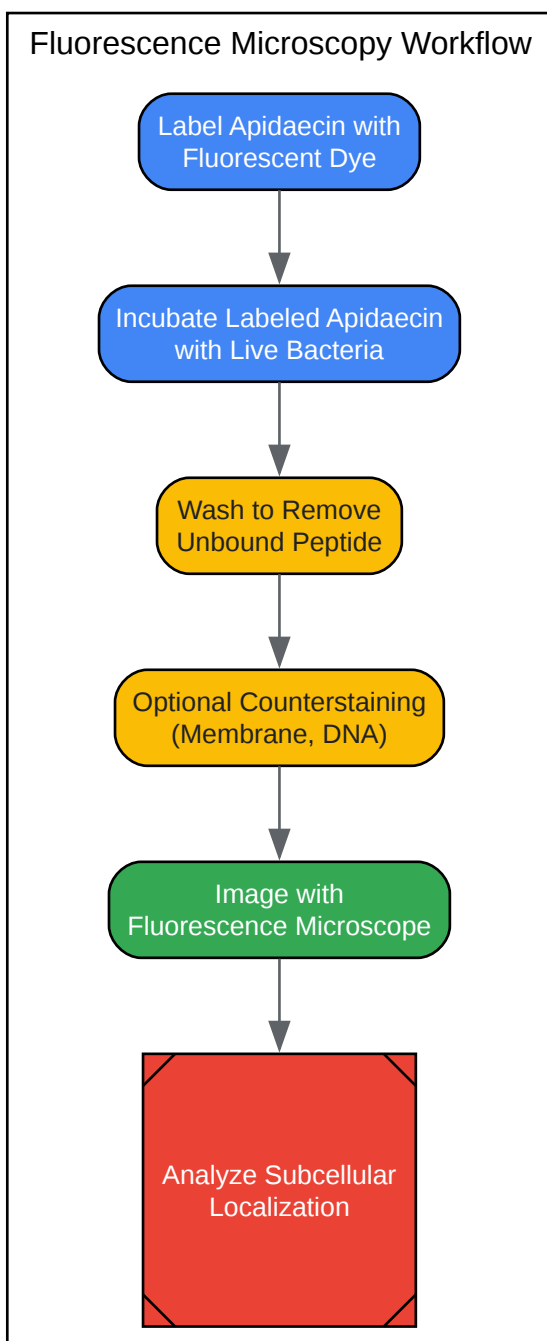 Fluorescence Microscopy Workflow
Label Apidaecin with
Fluorescent Dye
Incubate Labeled Apidaecin
with Live Bacteria
Wash to Remove
Unbound Peptide
Optional Counterstaining
(Membrane, DNA)
Image with
Fluorescence Microscope
Analyze Subcellular
Localization